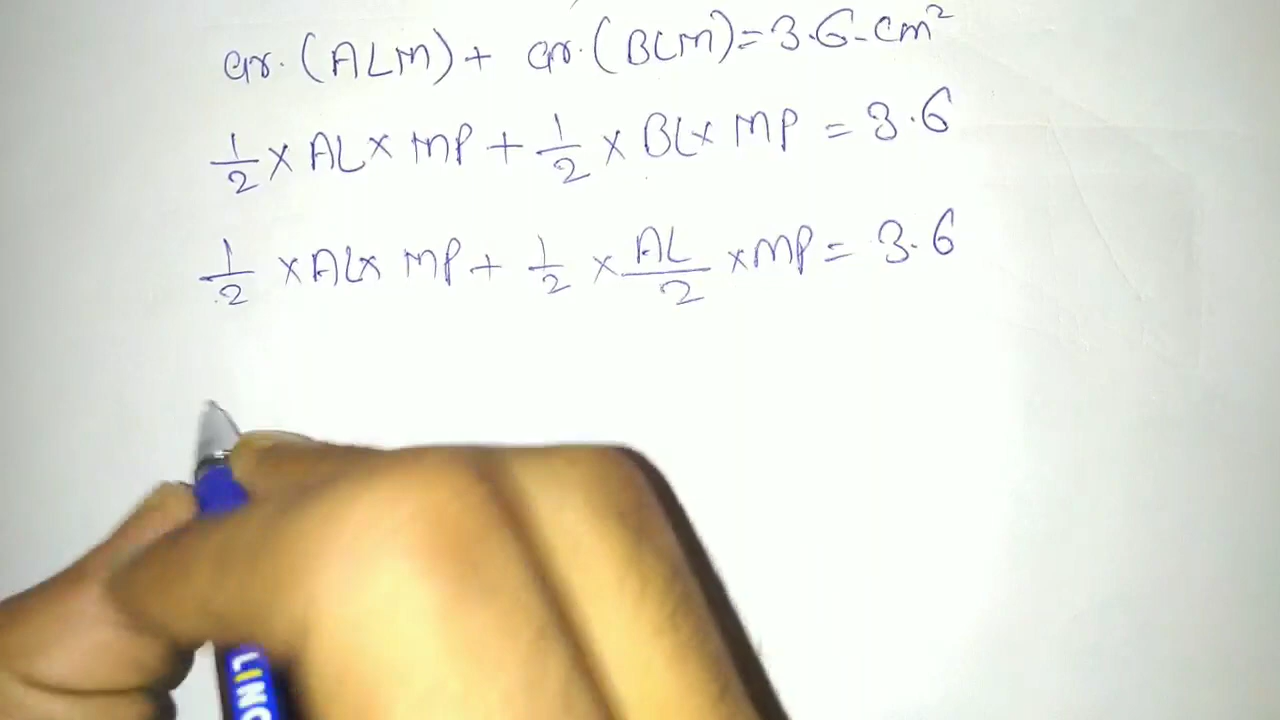 ar. (ALM) + ar. (BLM) = 3.6 cm²
1/2 × AL × MP + 1/2 × BL × MP = 3.6
1/2 × AL × MP + 1/2 × AL/2 × MP = 3.6
LINC